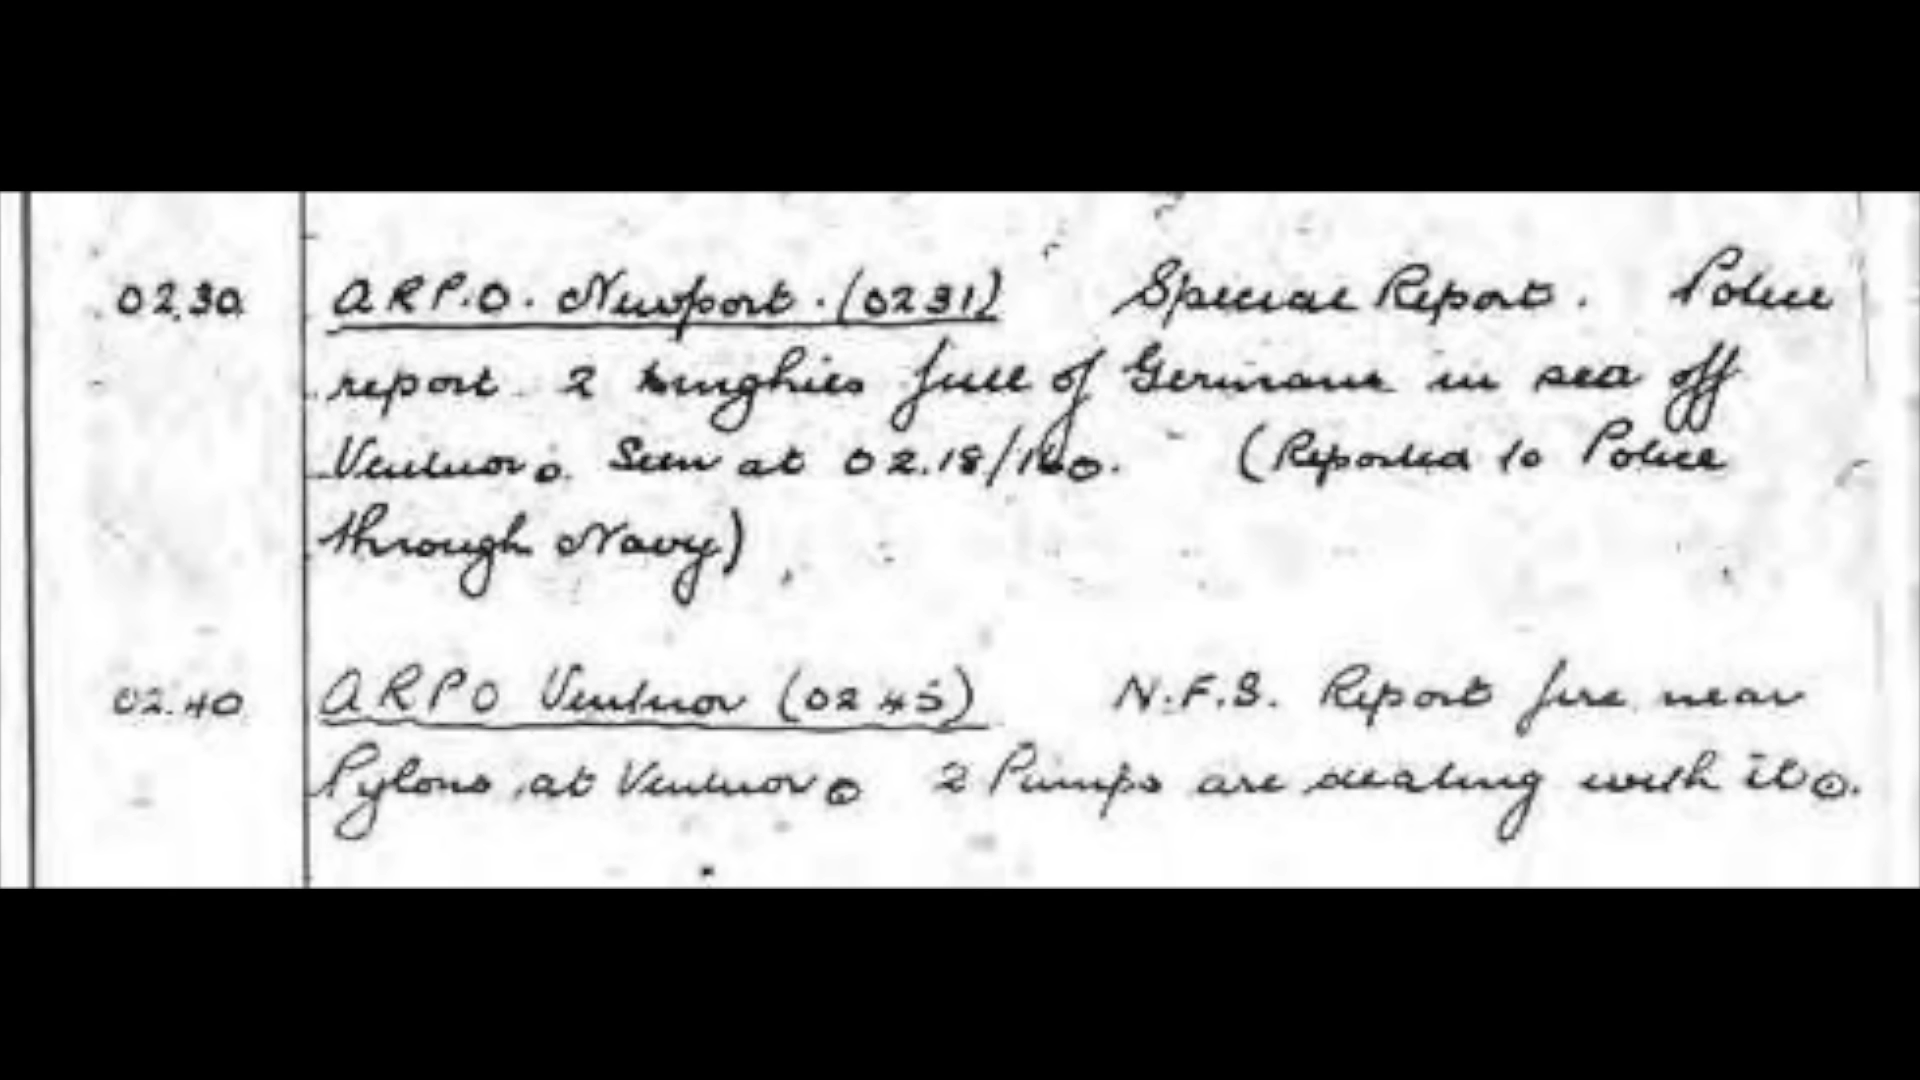 02.30 A R P. O. Newport. (0231) Special Report. Police
report 2 dinghies full of Germans in sea off
Ventnor. Seen at 02.18/ (Reported to Police
through Navy)
02.40 A R P O Ventnor (0245) N.F.S. Report fire near
Pylons at Ventnor. 2 Pumps are dealing with it.